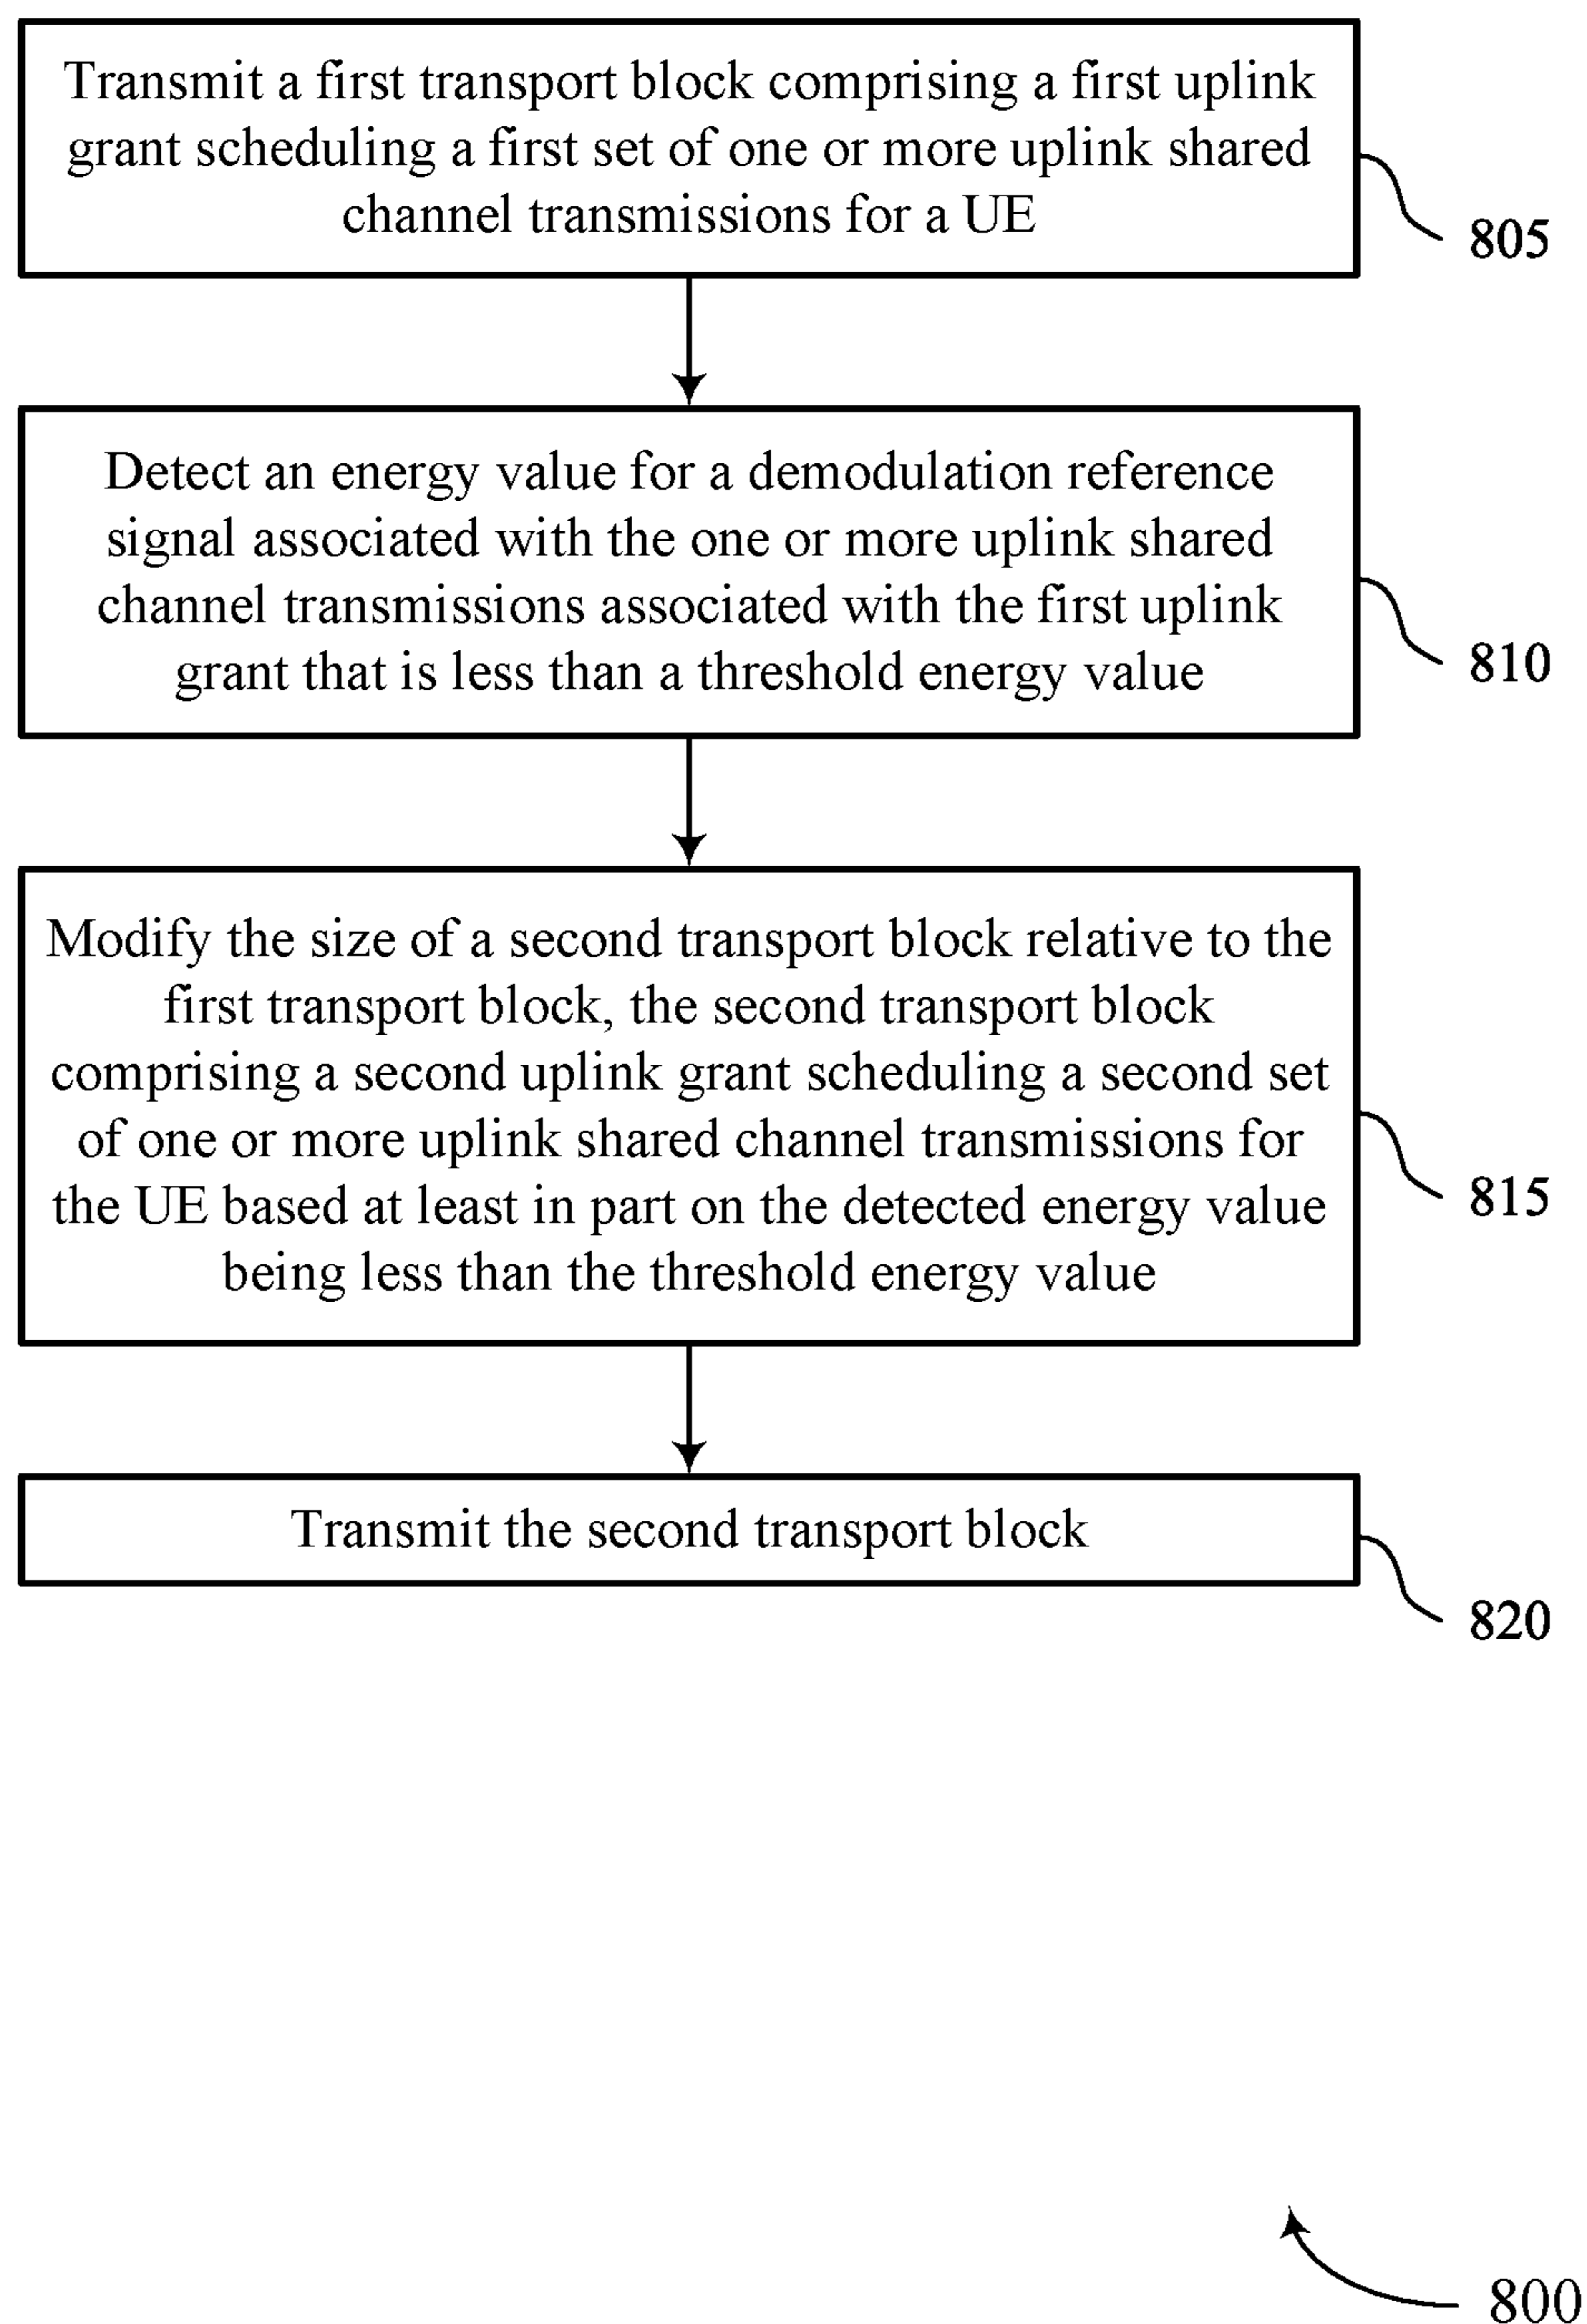 Transmit a first transport block comprising a first uplink
grant scheduling a first set of one or more uplink shared
channel transmissions for a UE
805
Detect an energy value for a demodulation reference
signal associated with the one or more uplink shared
channel transmissions associated with the first uplink
grant that is less than a threshold energy value
810
Modify the size of a second transport block relative to the
first transport block, the second transport block
comprising a second uplink grant scheduling a second set
of one or more uplink shared channel transmissions for
the UE based at least in part on the detected energy value
being less than the threshold energy value
815
Transmit the second transport block
820
800